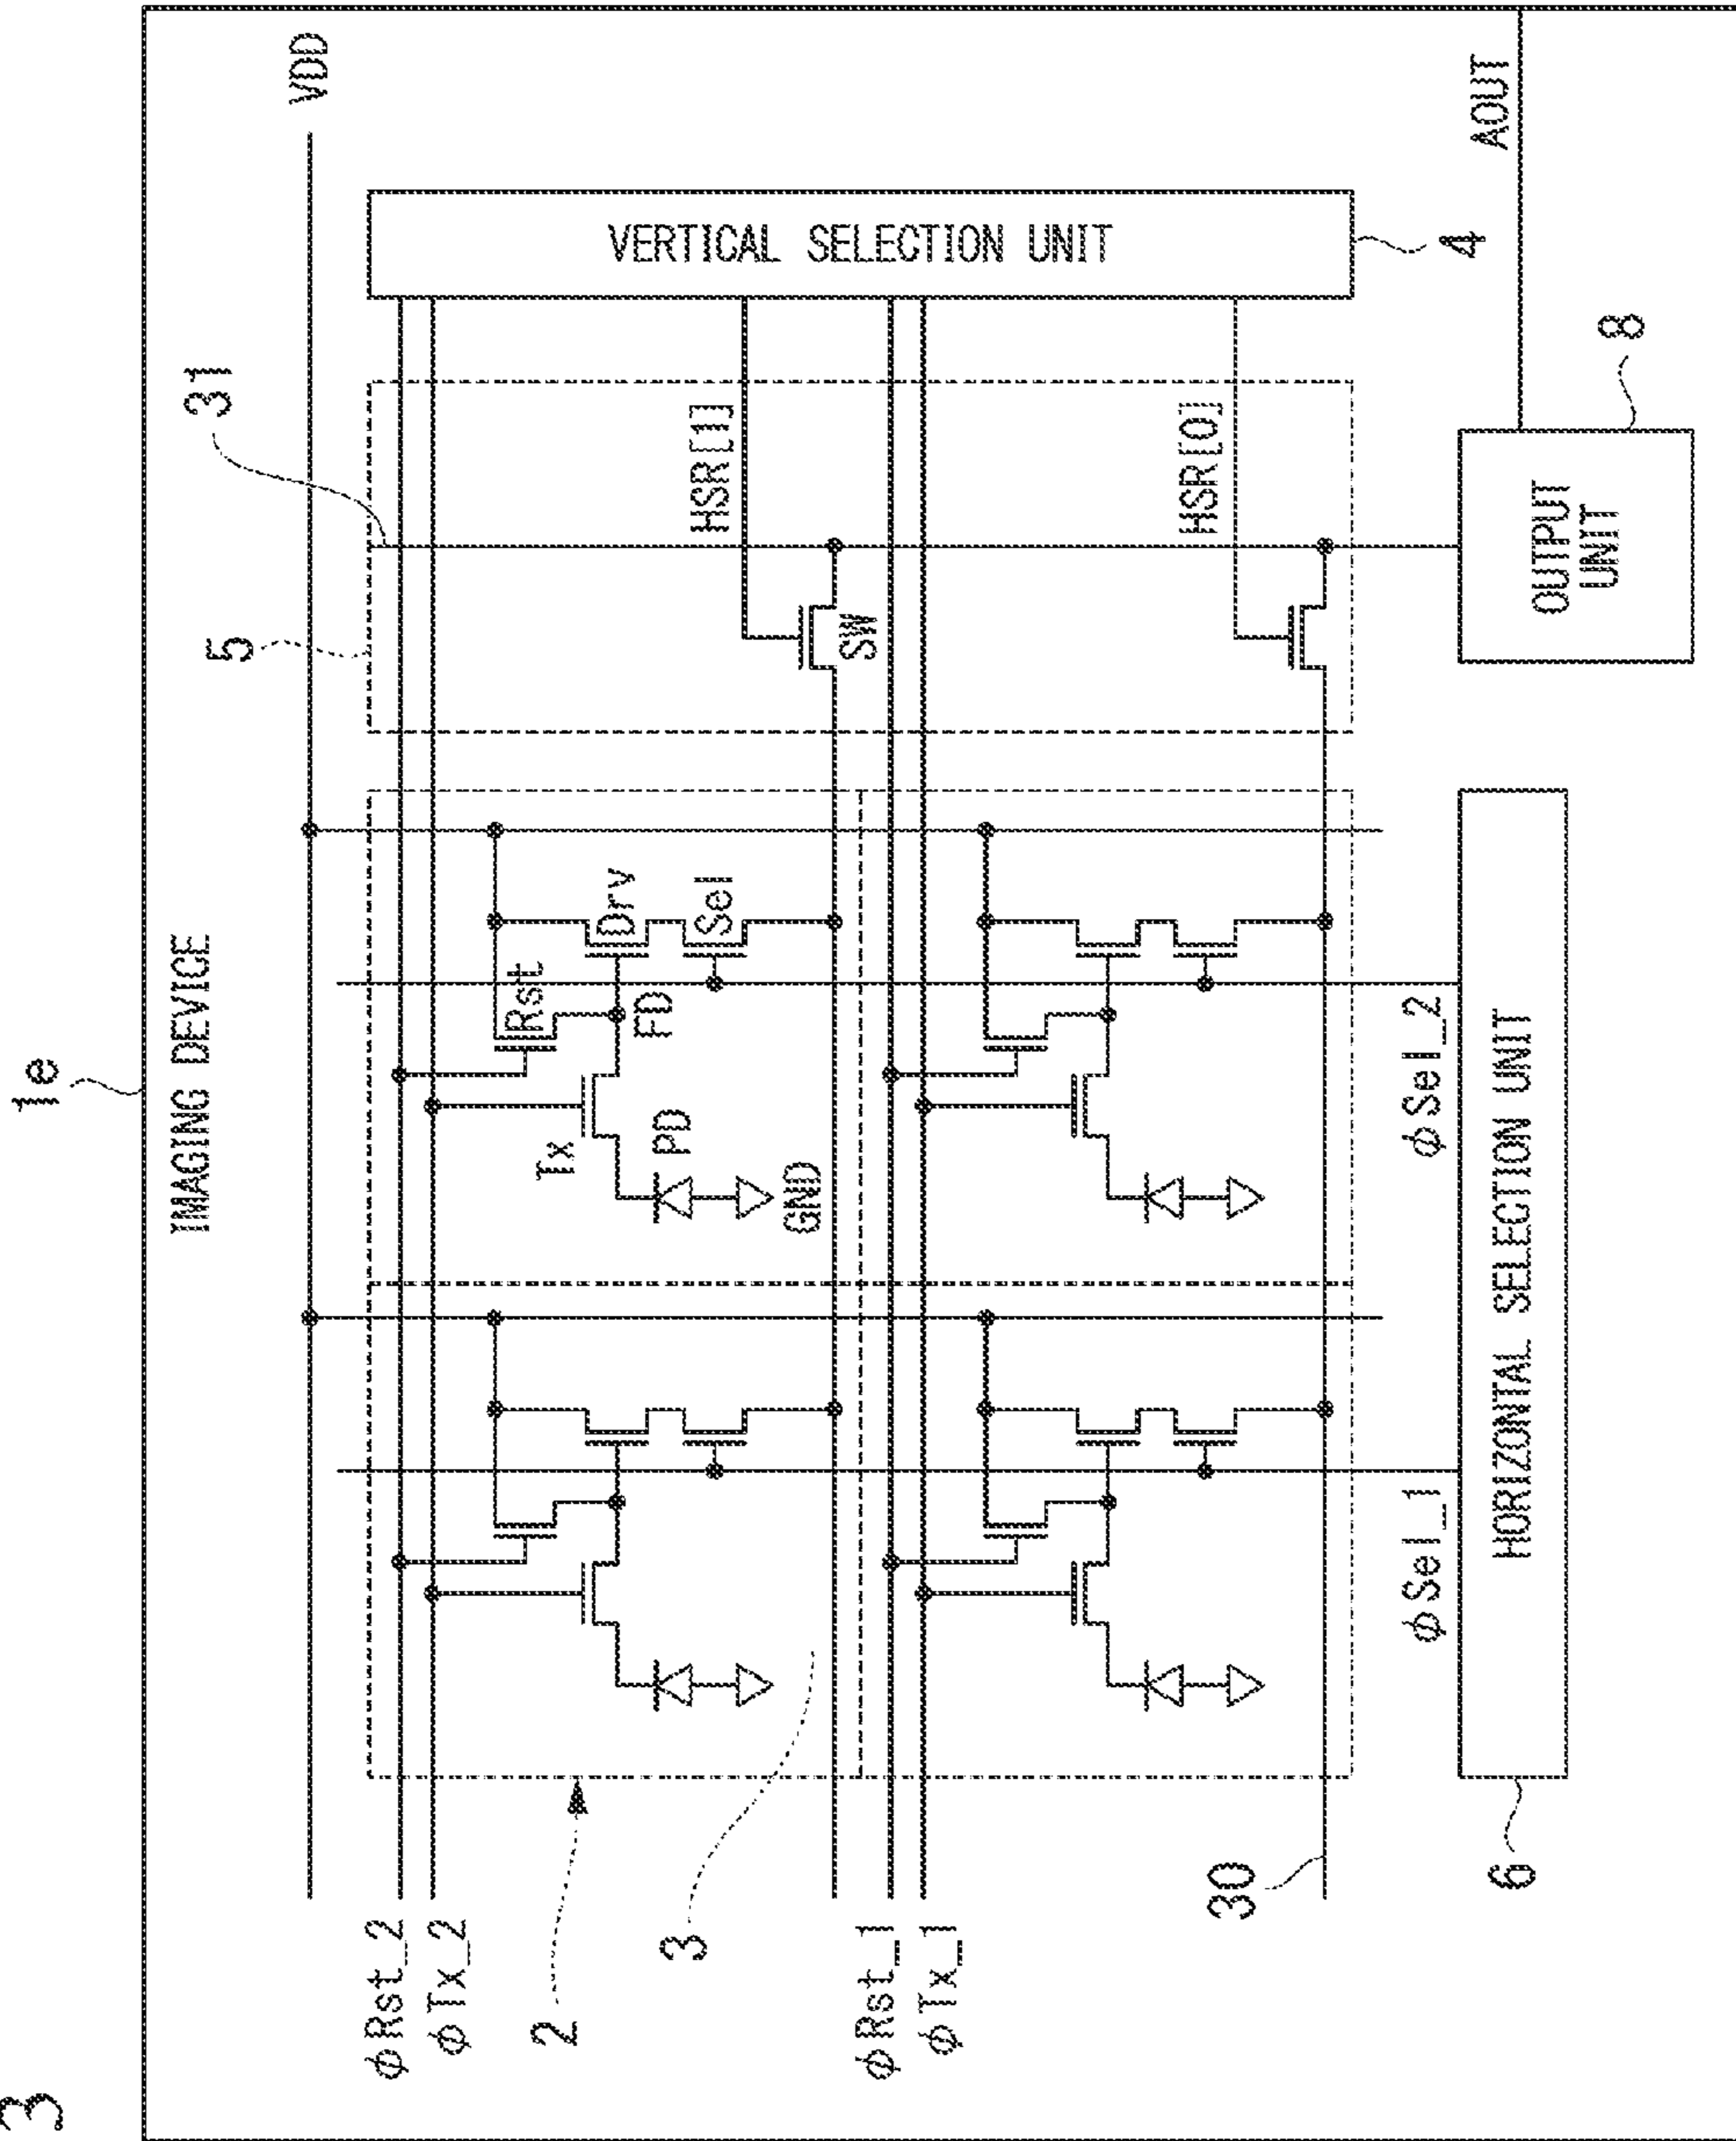 3
1e
IMAGING DEVICE
VDD
31
5
VERTICAL SELECTION UNIT
4
HSR[1]
SW
HSR[0]
Rst
Drv
Sel
FD
Tx
PD
GND
φRst_2
φTx_2
2
3
φRst_1
φTx_1
30
φSel_1
φSel_2
HORIZONTAL SELECTION UNIT
6
OUTPUT
UNIT
8
AOUT